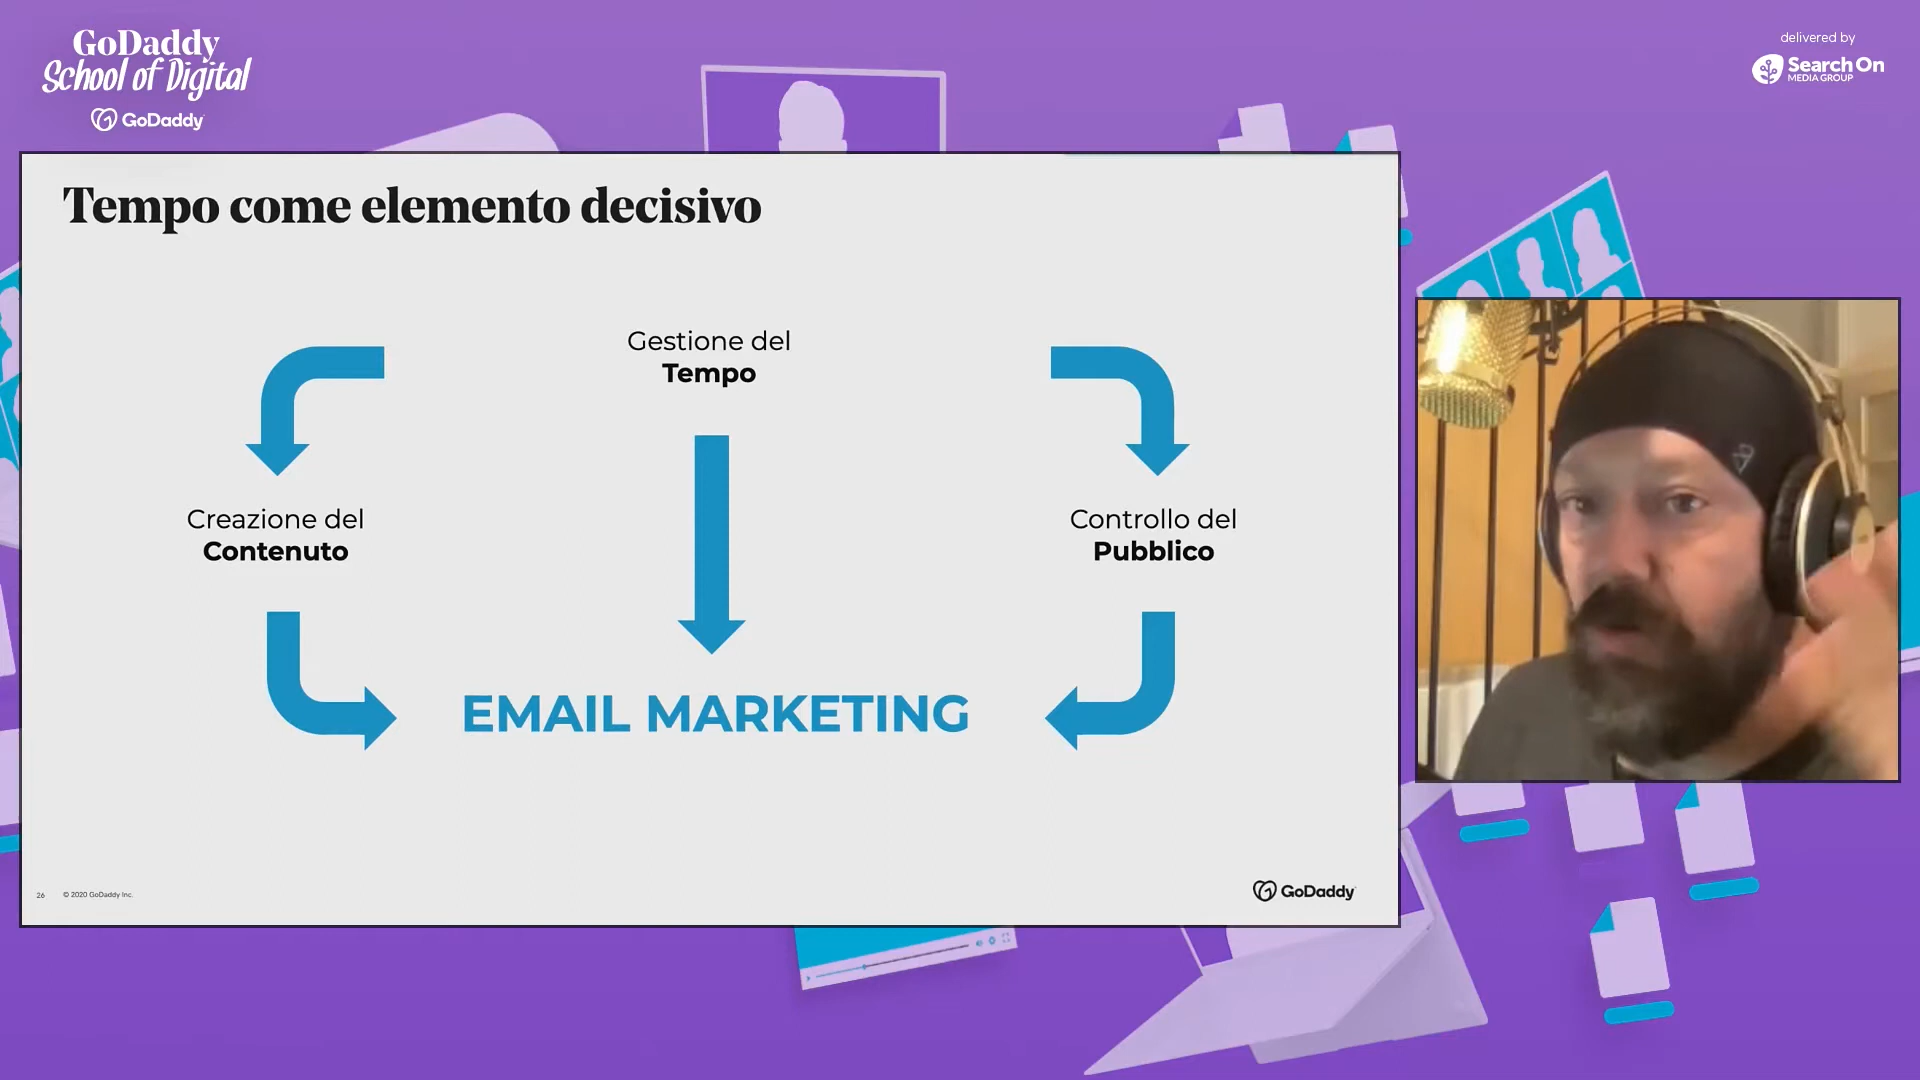 GoDaddy
School of Digital
GoDaddy
delivered by
Search On
MEDIA GROUP
Tempo come elemento decisivo
Gestione del
Tempo
Creazione del
Contenuto
Controllo del
Pubblico
EMAIL MARKETING
26 © 2020 GoDaddy Inc.
GoDaddy